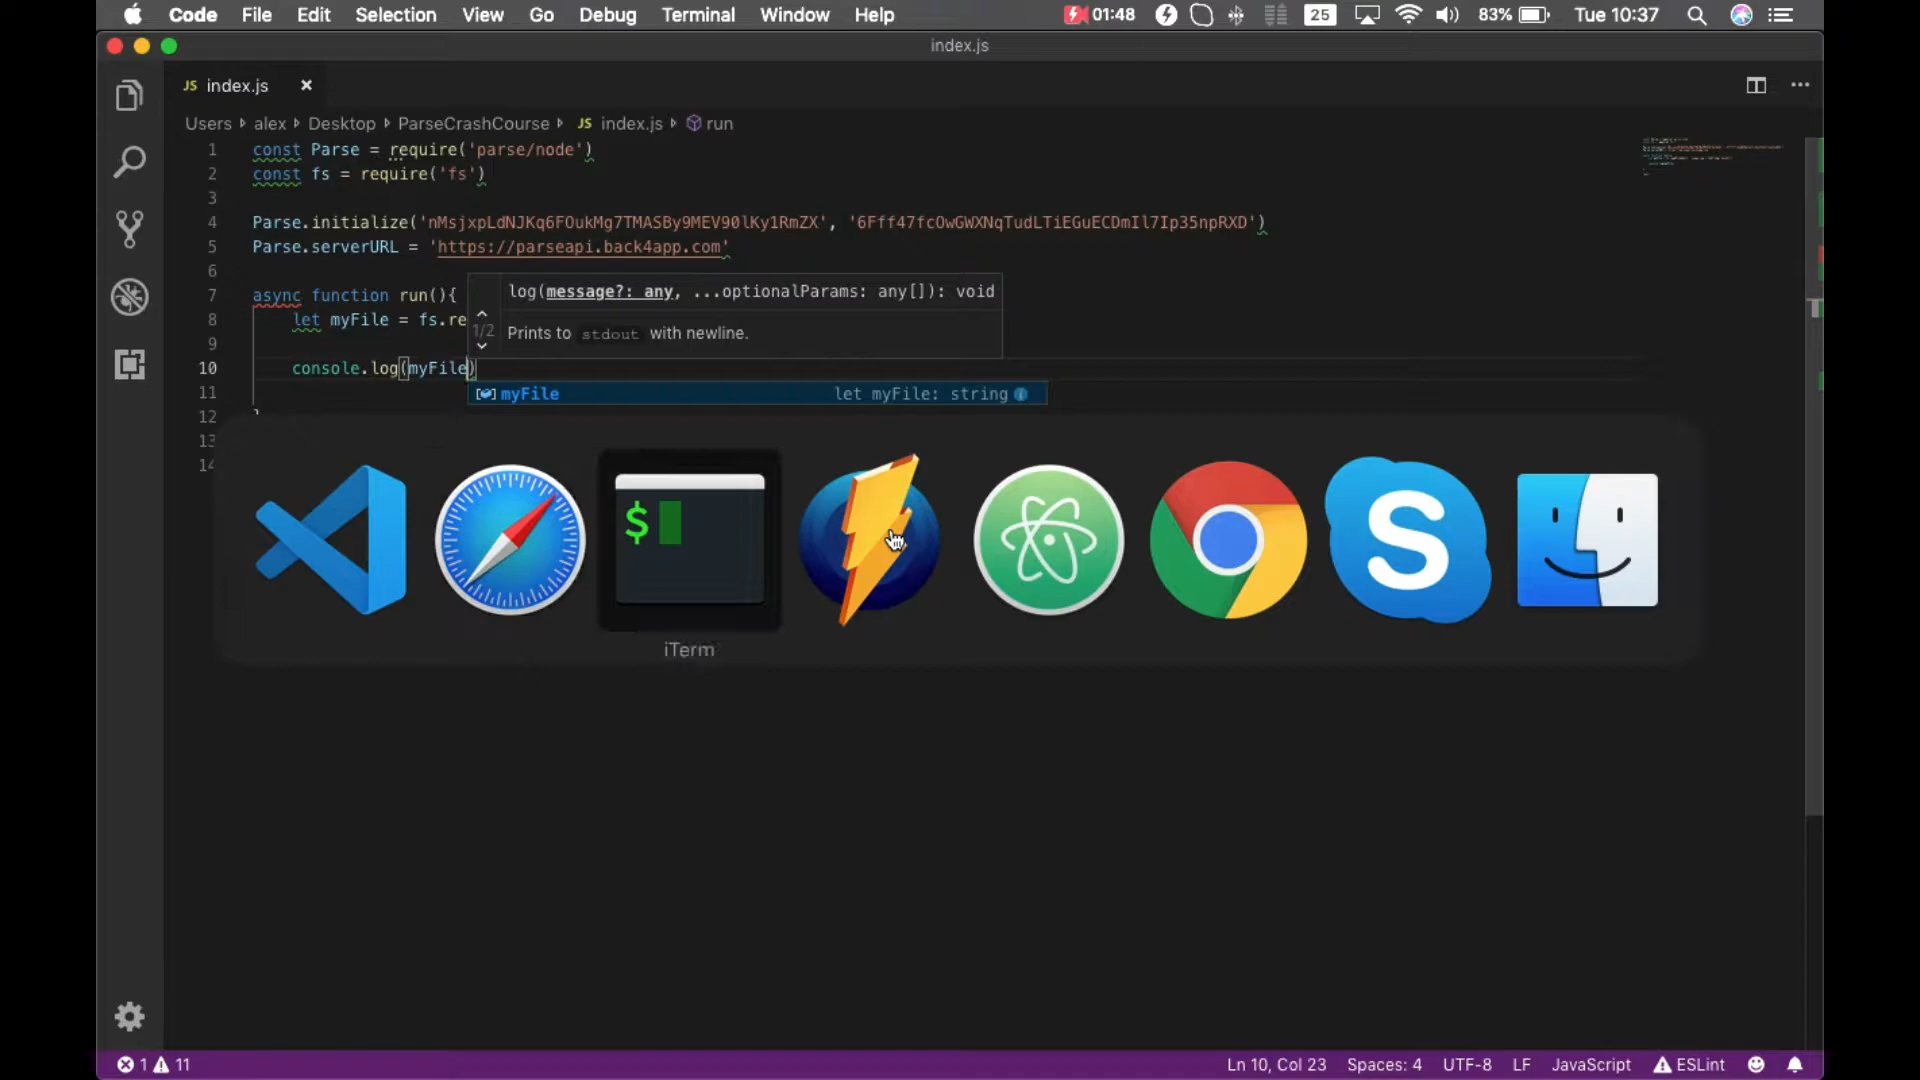 Code File Edit Selection View Go Debug Terminal Window Help 01:48 25 83% Tue 10:37
index.js
JS index.js
Users alex Desktop ParseCrashCourse JS index.js run
1 const Parse = require('parse/node')
2 const fs = require('fs')
3
4 Parse.initialize('nMsjxpLdNJKq6FOukMg7TMASBy9MEV90lKy1RmZX', '6Fff47fcOwGWXNqTudLTiEGuECDmIl7Ip35npRXD')
5 Parse.serverURL = 'https://parseapi.back4app.com'
6
7 async function run(){
log(message?: any, ...optionalParams: any[]): void
8 let myFile = fs.re
1/2 Prints to stdout with newline.
9
10 console.log(myFile)
11
myFile let myFile: string
12 }
13
14
$
S
iTerm
1 11 Ln 10, Col 23 Spaces: 4 UTF-8 LF JavaScript ESLint